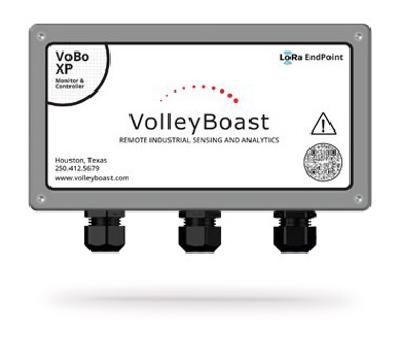 VoBo
XP
Monitor &
Controller
LoRa EndPoint
VolleyBoast
REMOTE INDUSTRIAL SENSING AND ANALYTICS
Houston, Texas
250.412.5679
www.volleyboast.com